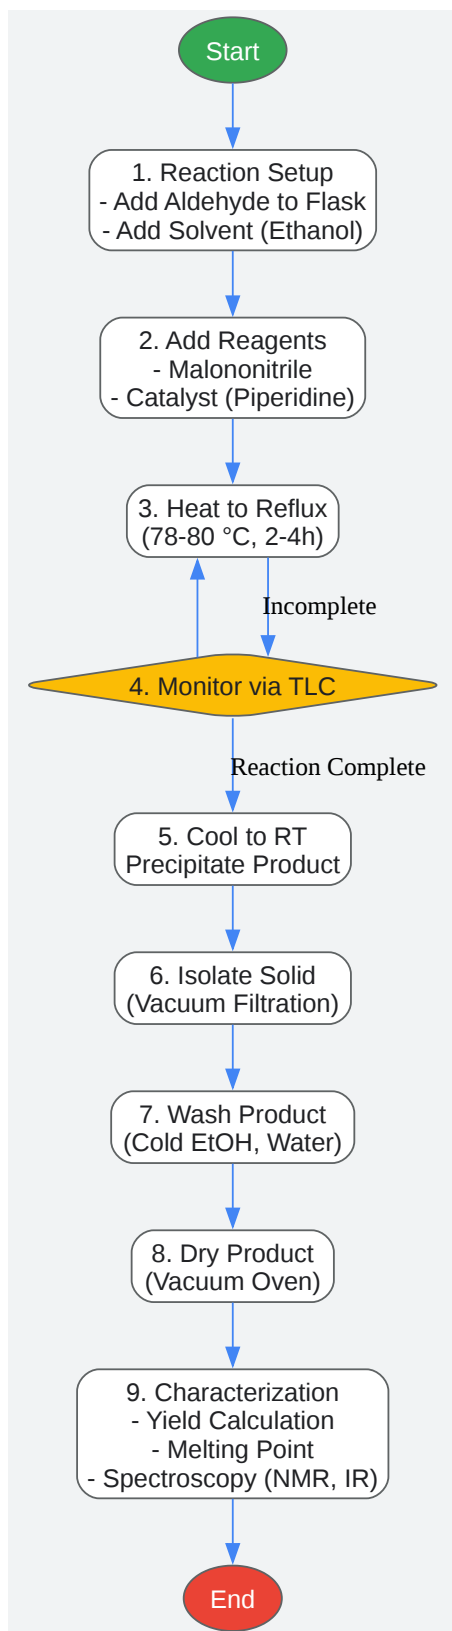 Start
1. Reaction Setup
- Add Aldehyde to Flask
- Add Solvent (Ethanol)
2. Add Reagents
- Malononitrile
- Catalyst (Piperidine)
3. Heat to Reflux
(78-80 °C, 2-4h)
Incomplete
4. Monitor via TLC
Reaction Complete
5. Cool to RT
Precipitate Product
6. Isolate Solid
(Vacuum Filtration)
7. Wash Product
(Cold EtOH, Water)
8. Dry Product
(Vacuum Oven)
9. Characterization
- Yield Calculation
- Melting Point
- Spectroscopy (NMR, IR)
End